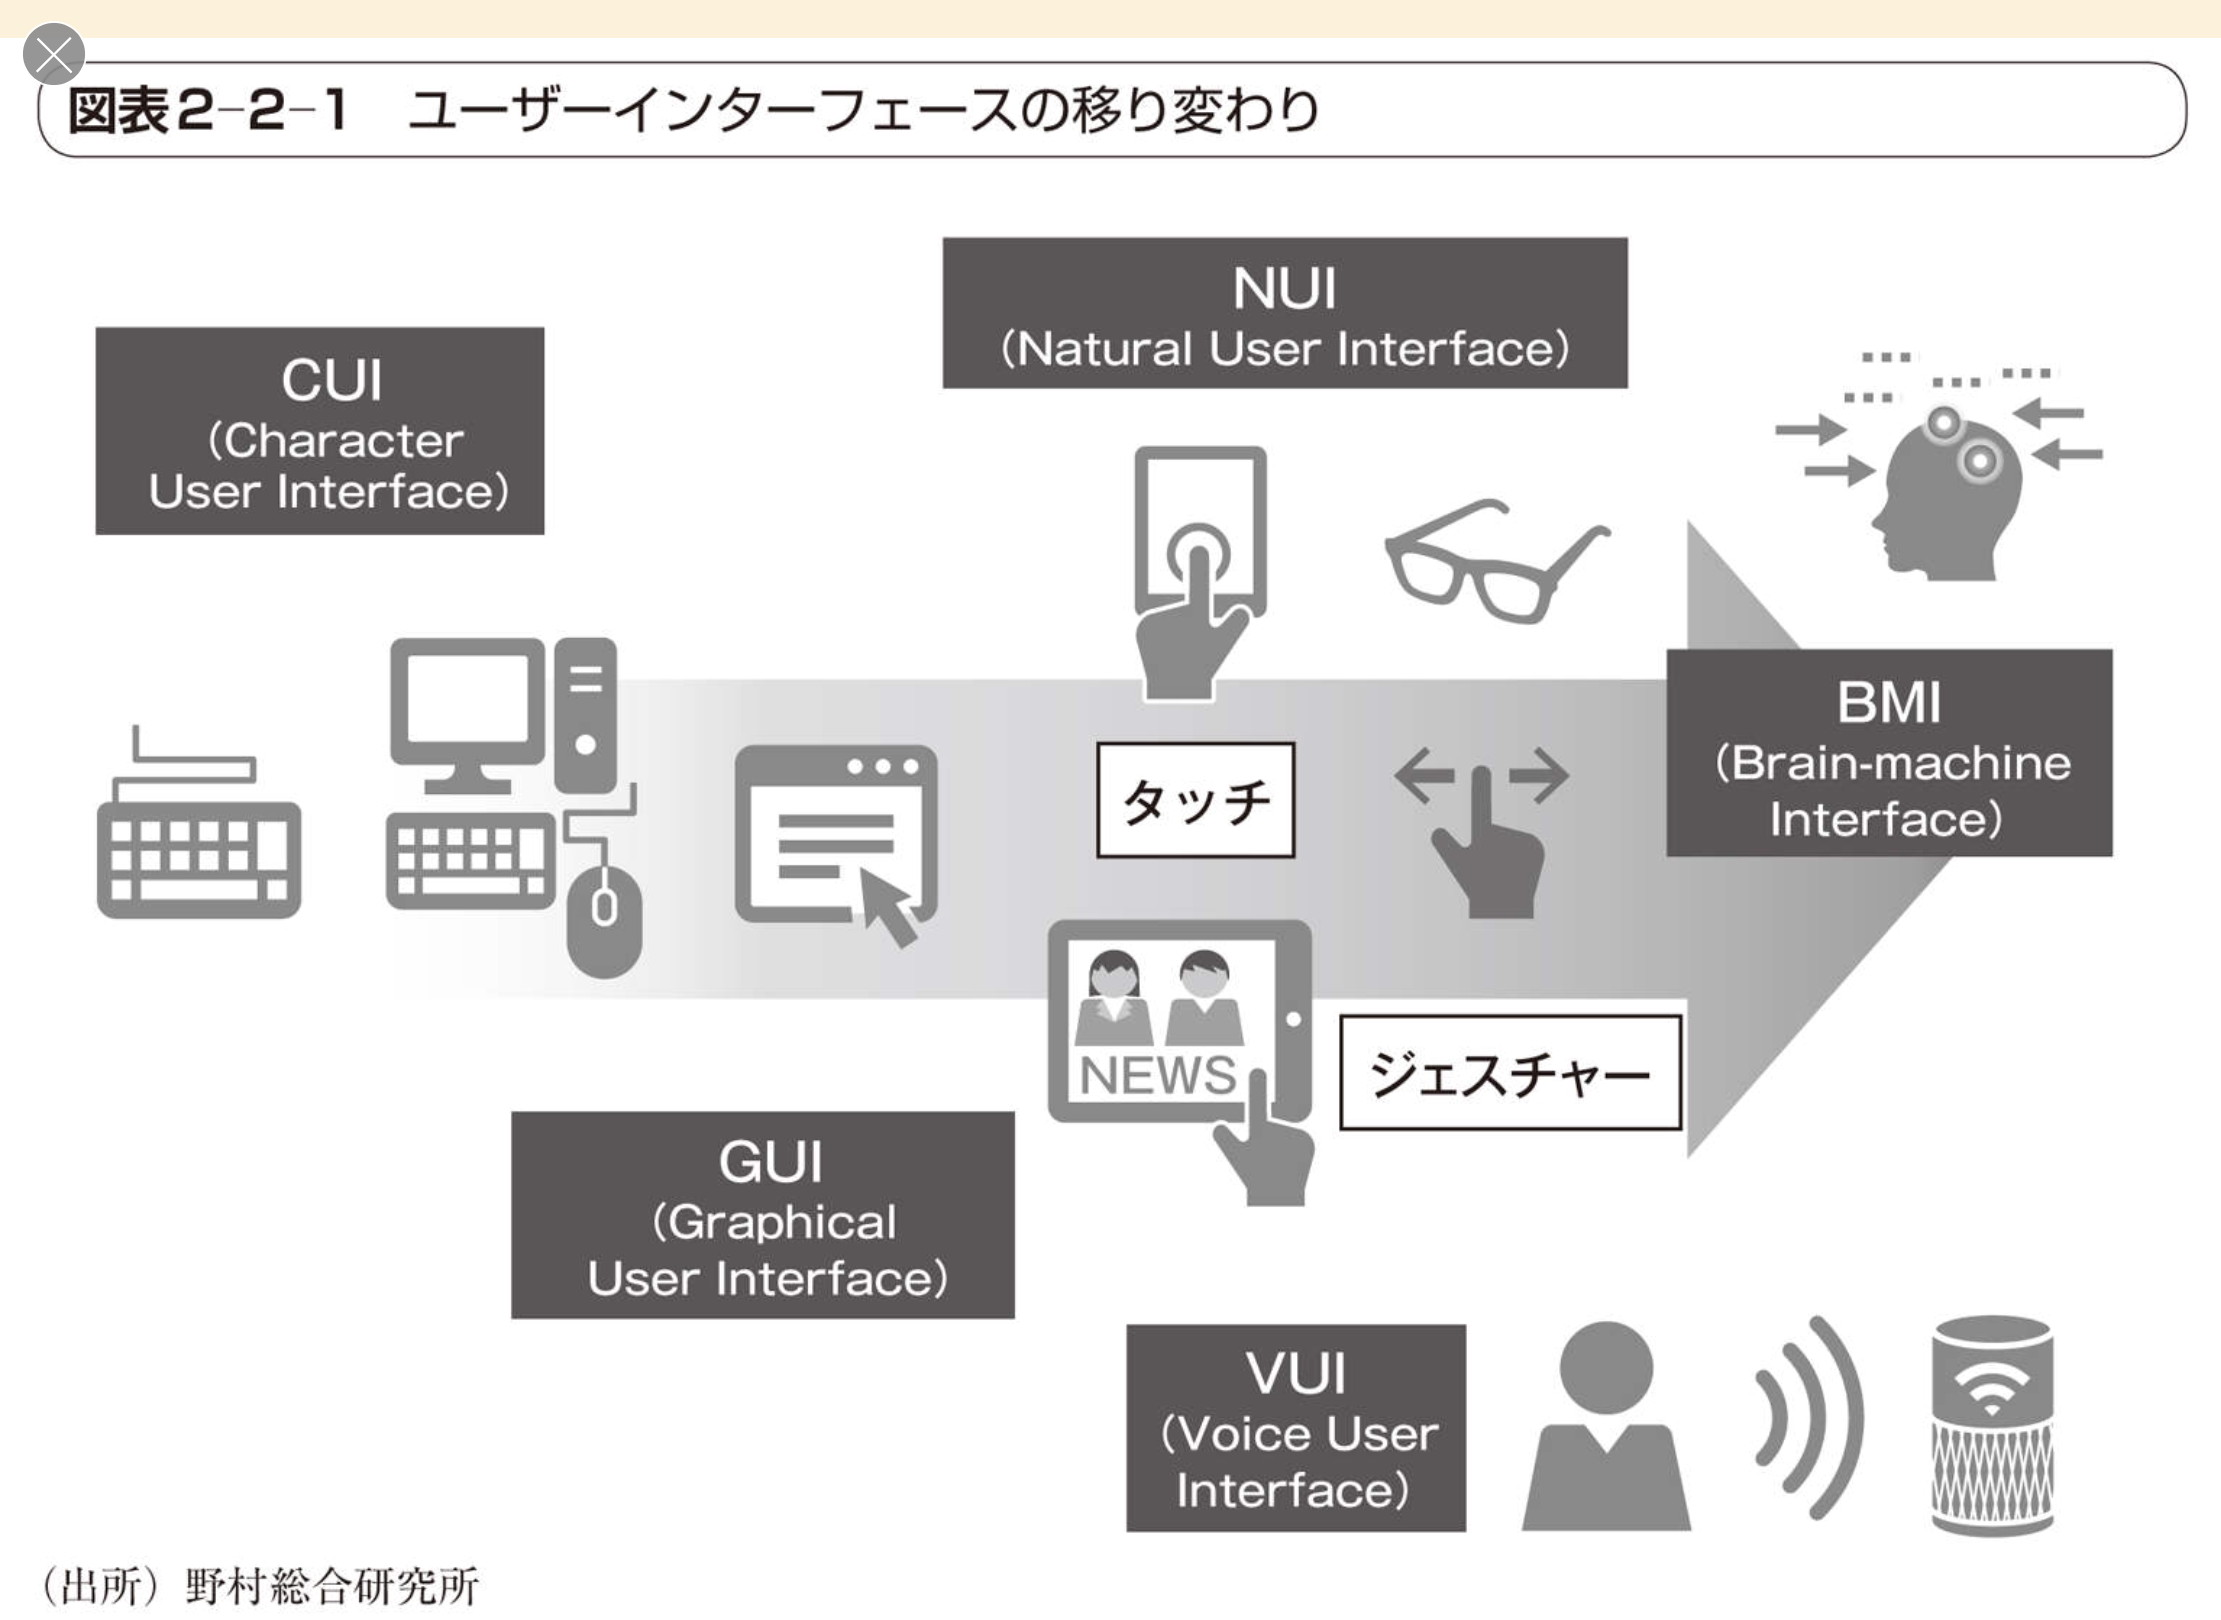 図表2−2−1　ユーザーインターフェースの移り変わり
NUI
（Natural User Interface）
CUI
（Character
User Interface）
BMI
（Brain-machine
Interface）
タッチ
ジェスチャー
NEWS
GUI
（Graphical
User Interface）
VUI
（Voice User
Interface）
（出所）野村総合研究所